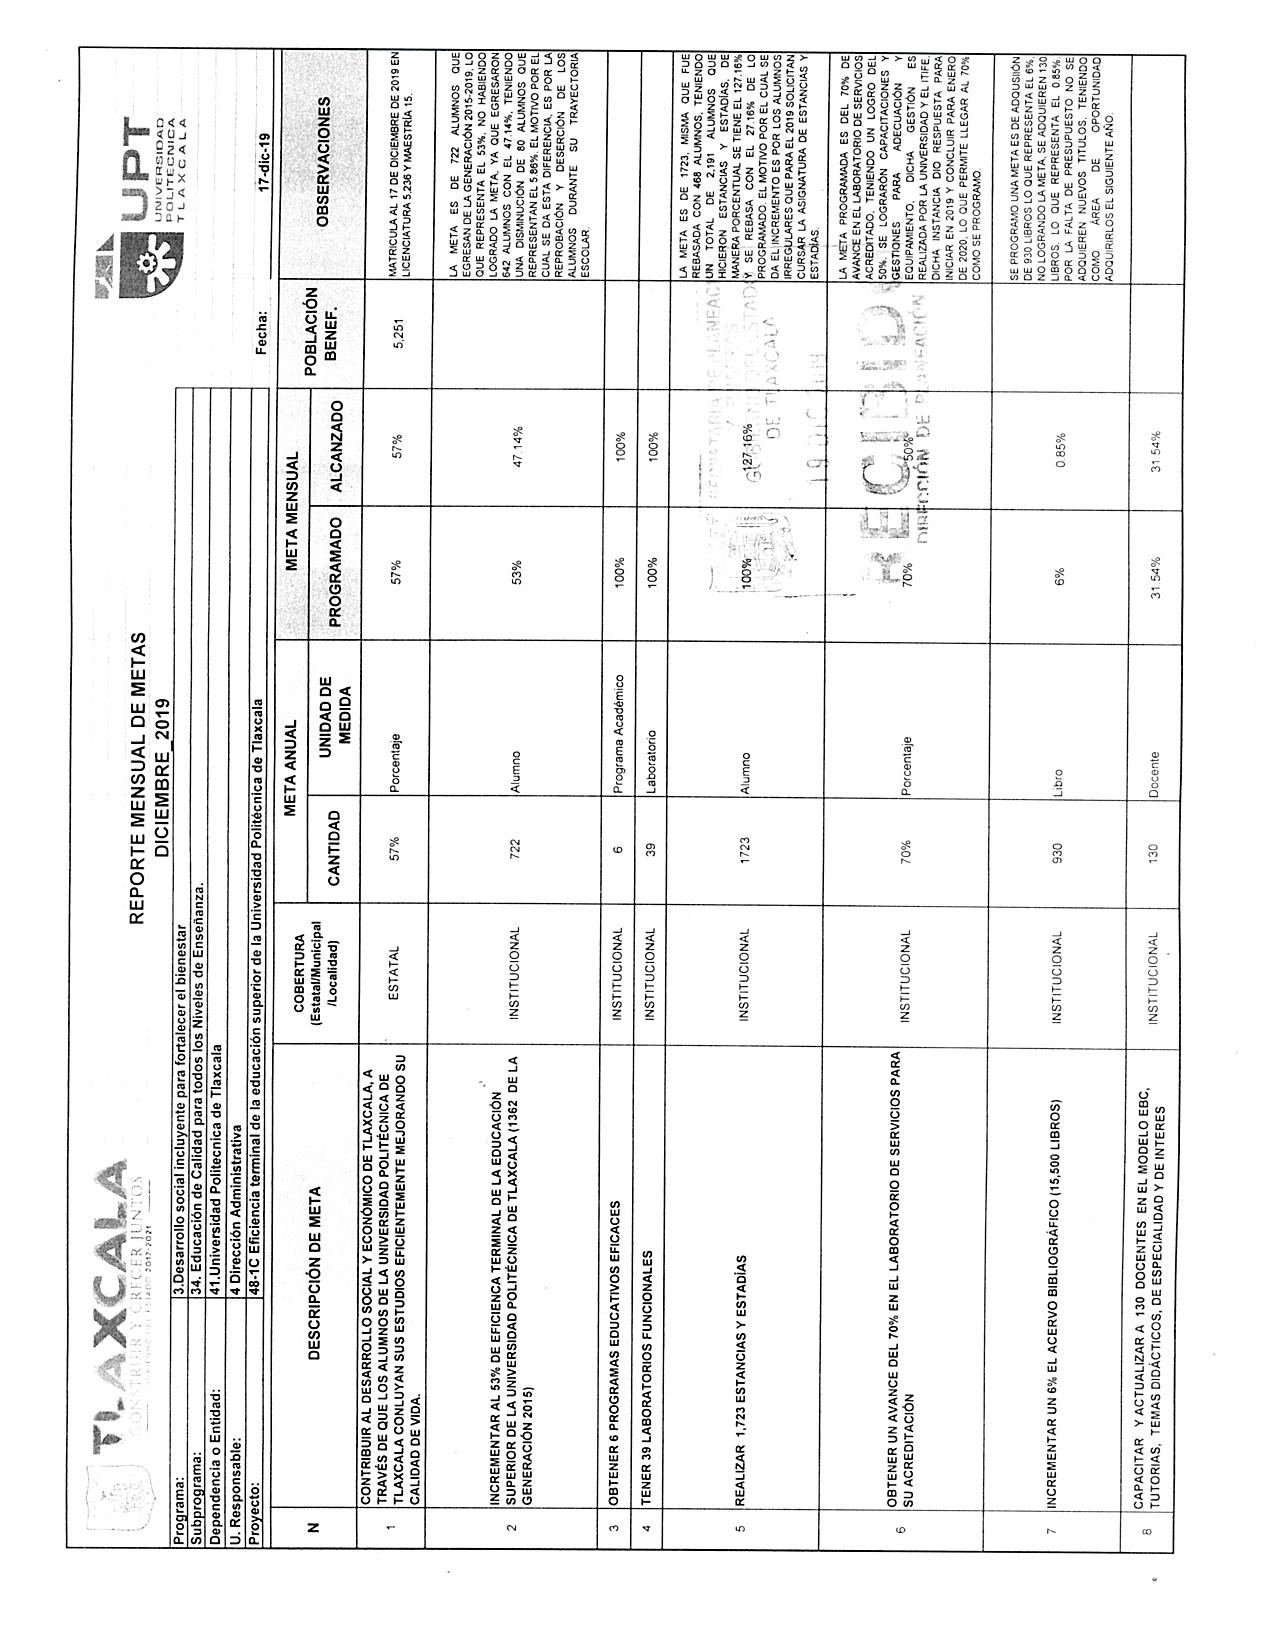 TLAXCALA
CONSTRUIR Y CRECER JUNTOS
GOBIERNO DEL ESTADO 2017-2021
UPT
UNIVERSIDAD
POLITÉCNICA
TLAXCALA
REPORTE MENSUAL DE METAS
DICIEMBRE_2019
Programa: 3.Desarrollo social incluyente para fortalecer el bienestar
Subprograma: 34. Educación de Calidad para todos los Niveles de Enseñanza.
Dependencia o Entidad: 41.Universidad Politecnica de Tlaxcala
U. Responsable: 4 Dirección Administrativa
Proyecto: 48-1C Eficiencia terminal de la educación superior de la Universidad Politécnica de Tlaxcala
Fecha: 17-dic-19
N
DESCRIPCIÓN DE META
COBERTURA
(Estatal/Municipal
/Localidad)
META ANUAL
CANTIDAD
UNIDAD DE
MEDIDA
META MENSUAL
PROGRAMADO
ALCANZADO
POBLACIÓN
BENEF.
OBSERVACIONES
1
CONTRIBUIR AL DESARROLLO SOCIAL Y ECONÓMICO DE TLAXCALA, A
TRAVÉS DE QUE LOS ALUMNOS DE LA UNIVERSIDAD POLITÉCNICA DE
TLAXCALA CONLUYAN SUS ESTUDIOS EFICIENTEMENTE MEJORANDO SU
CALIDAD DE VIDA.
ESTATAL
57%
Porcentaje
57%
57%
5,251
MATRICULA AL 17 DE DICIEMBRE DE 2019 EN
LICENCIATURA 5,236 Y MAESTRÍA 15.
2
INCREMENTAR AL 53% DE EFICIENCA TERMINAL DE LA EDUCACIÓN
SUPERIOR DE LA UNIVERSIDAD POLITÉCNICA DE TLAXCALA (1362 DE LA
GENERACIÓN 2015)
INSTITUCIONAL
722
Alumno
53%
47.14%
LA META ES DE 722 ALUMNOS QUE
EGRESAN DE LA GENERACIÓN 2015-2019, LO
QUE REPRESENTA EL 53%, NO HABIENDO
LOGRADO LA META, YA QUE EGRESARON
642 ALUMNOS CON EL 47.14%, TENIENDO
UNA DISMINUCIÓN DE 80 ALUMNOS QUE
REPRESENTAN EL 5.86%. EL MOTIVO POR EL
CUAL SE DA ESTA DIFERENCIA, ES POR LA
REPROBACIÓN Y DESERCIÓN DE LOS
ALUMNOS DURANTE SU TRAYECTORIA
ESCOLAR.
3
OBTENER 6 PROGRAMAS EDUCATIVOS EFICACES
INSTITUCIONAL
6
Programa Académico
100%
100%
4
TENER 39 LABORATORIOS FUNCIONALES
INSTITUCIONAL
39
Laboratorio
100%
100%
5
REALIZAR 1,723 ESTANCIAS Y ESTADÍAS
INSTITUCIONAL
1723
Alumno
100%
127.16%
LA META ES DE 1723, MISMA QUE FUE
REBASADA CON 468 ALUMNOS, TENIENDO
UN TOTAL DE 2,191 ALUMNOS QUE
HICIERON ESTANCIAS Y ESTADÍAS, DE
MANERA PORCENTUAL SE TIENE EL 127.16%
Y SE REBASA CON EL 27.16% DE LO
PROGRAMADO. EL MOTIVO POR EL CUAL SE
DA EL INCREMENTO ES POR LOS ALUMNOS
IRREGULARES QUE PARA EL 2019 SOLICITAN
CURSAR LA ASIGNATURA DE ESTANCIAS Y
ESTADÍAS.
DE TLAXCALA
19 DIC
6
OBTENER UN AVANCE DEL 70% EN EL LABORATORIO DE SERVICIOS PARA
SU ACREDITACIÓN
INSTITUCIONAL
70%
Porcentaje
70%
50%
LA META PROGRAMADA ES DEL 70% DE
AVANCE EN EL LABORATORIO DE SERVICIOS
ACREDITADO, TENIENDO UN LOGRO DEL
50%. SE LOGRARÓN CAPACITACIONES Y
GESTIONES PARA ADECUACIÓN Y
EQUIPAMIENTO, DICHA GESTIÓN ES
REALIZADA POR LA UNIVERSIDAD Y EL ITIFE,
DICHA INSTANCIA DIO RESPUESTA PARA
INICIAR EN 2019 Y CONCLUIR PARA ENERO
DE 2020, LO QUE PERMITE LLEGAR AL 70%
COMO SE PROGRAMO.
RECIBID
DIRECCIÓN DE PLANEACIÓN
7
INCREMENTAR UN 6% EL ACERVO BIBLIOGRÁFICO (15,500 LIBROS)
INSTITUCIONAL
930
Libro
6%
0.85%
SE PROGRAMO UNA META ES DE ADQUSIIÓN
DE 930 LIBROS LO QUE REPRESENTA EL 6%,
NO LOGRANDO LA META, SE ADQUIEREN 130
LIBROS, LO QUE REPRESENTA EL 0.85%,
POR LA FALTA DE PRESUPUESTO NO SE
ADQUIEREN NUEVOS TITULOS, TENIENDO
COMO ÁREA DE OPORTUNIDAD
ADQUIRIRLOS EL SIGUIENTE AÑO.
8
CAPACITAR Y ACTUALIZAR A 130 DOCENTES EN EL MODELO EBC,
TUTORIAS, TEMAS DIDÁCTICOS, DE ESPECIALIDAD Y DE INTERES
INSTITUCIONAL
130
Docente
31.54%
31.54%